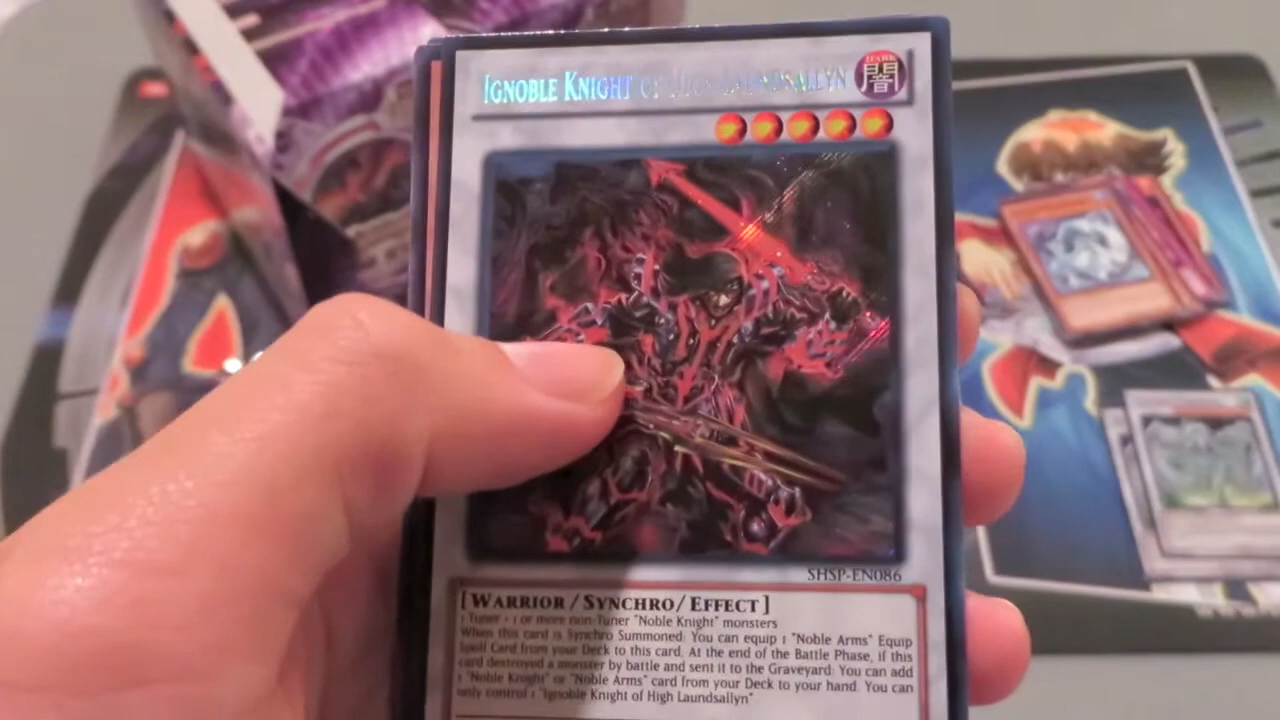 IGNOBLE KNIGHT OF HIGH LAUNDSALLYN
DARK
闇
SHSP-EN086
[WARRIOR/SYNCHRO/EFFECT]
1 Tuner + 1 or more non-Tuner "Noble Knight" monsters
When this card is Synchro Summoned: You can equip 1 "Noble Arms" Equip
Spell Card from your Deck to this card. At the end of the Battle Phase, if this
card destroyed a monster by battle and sent it to the Graveyard: You can add
1 "Noble Knight" or "Noble Arms" card from your Deck to your hand. You can
only control 1 "Ignoble Knight of High Laundsallyn"